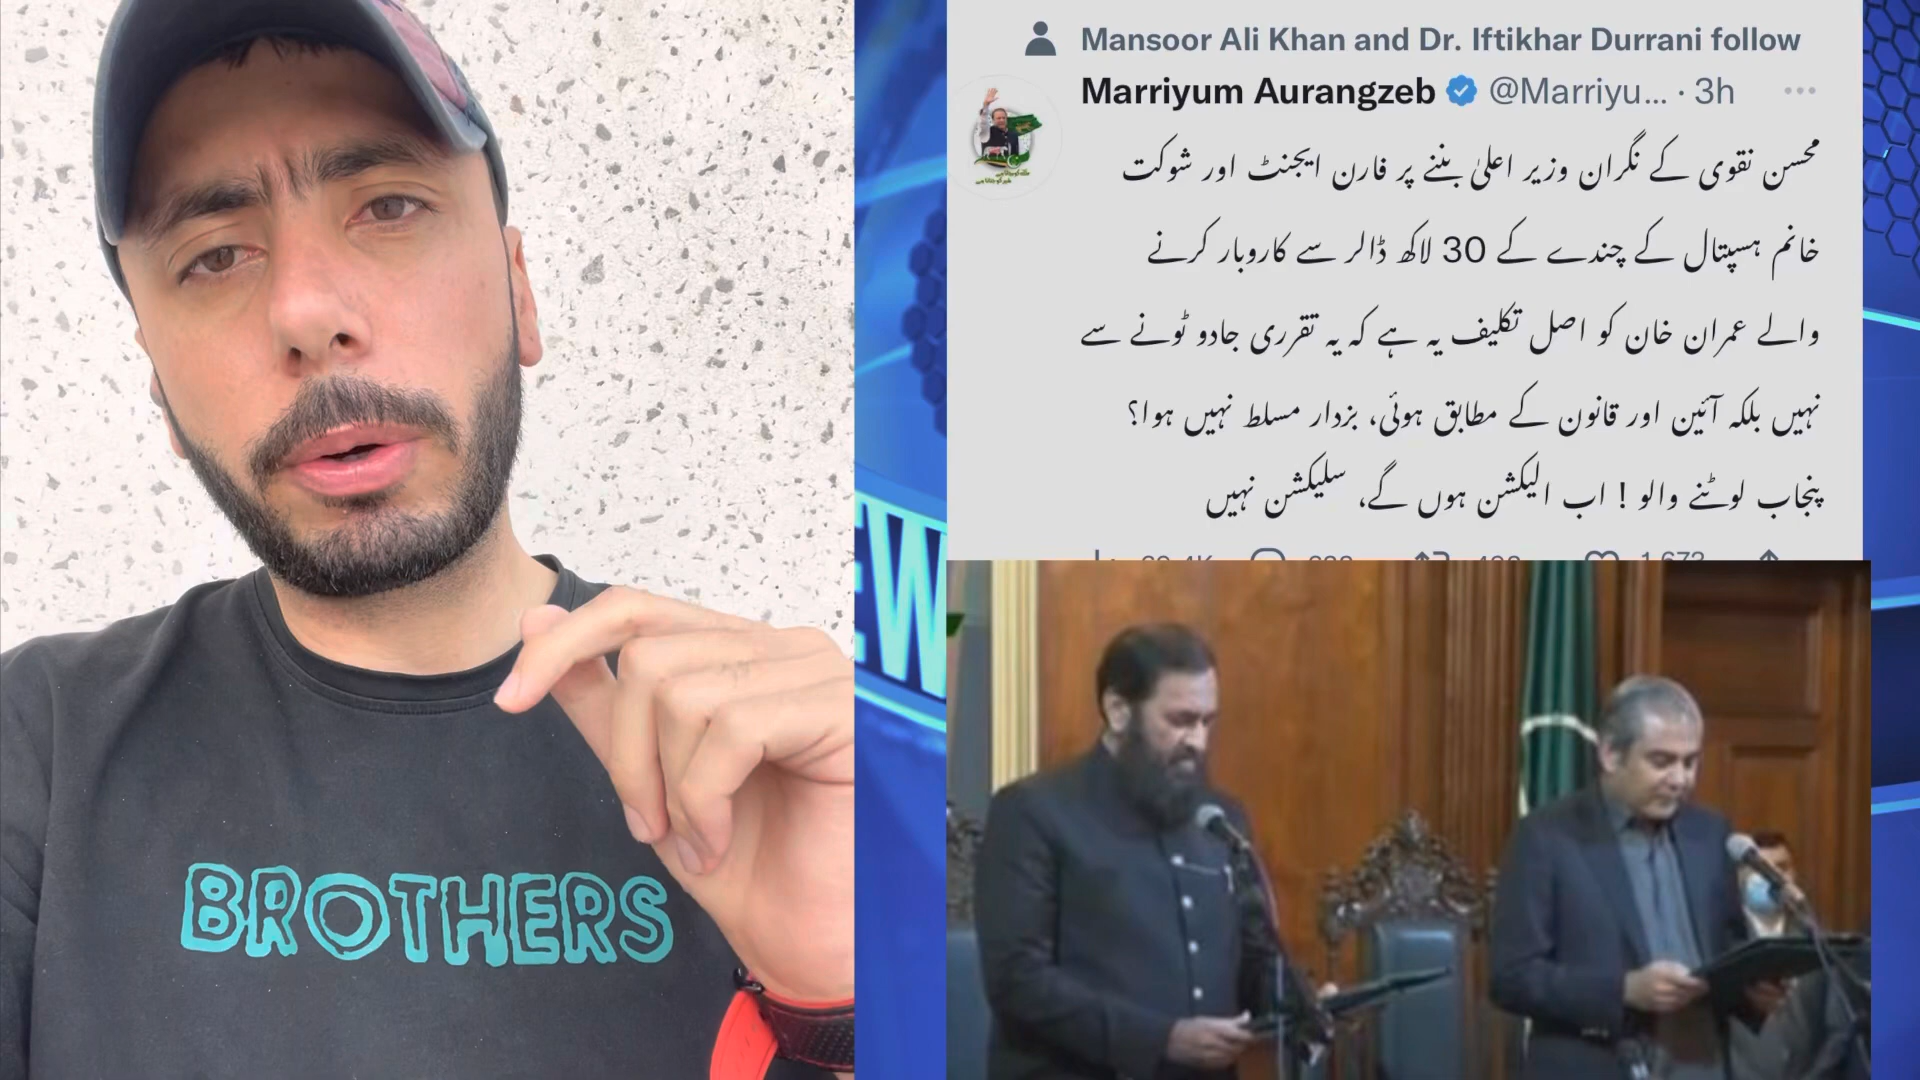 Mansoor Ali Khan and Dr. Iftikhar Durrani follow
Marriyum Aurangzeb @Marriyu... · 3h
محسن نقوی کے نگران وزیر اعلیٰ بننے پر فارن ایجنٹ اور شوکت
خانم ہسپتال کے چندے کے 30 لاکھ ڈالر سے کاروبار کرنے
والے عمران خان کو اصل تکلیف یہ ہے کہ یہ تقرری جادو ٹونے سے
نہیں بلکہ آئین اور قانون کے مطابق ہوئی، بزدار مسلط نہیں ہوا؟
پنجاب لوٹنے والو ! اب الیکشن ہوں گے، سلیکشن نہیں
BROTHERS